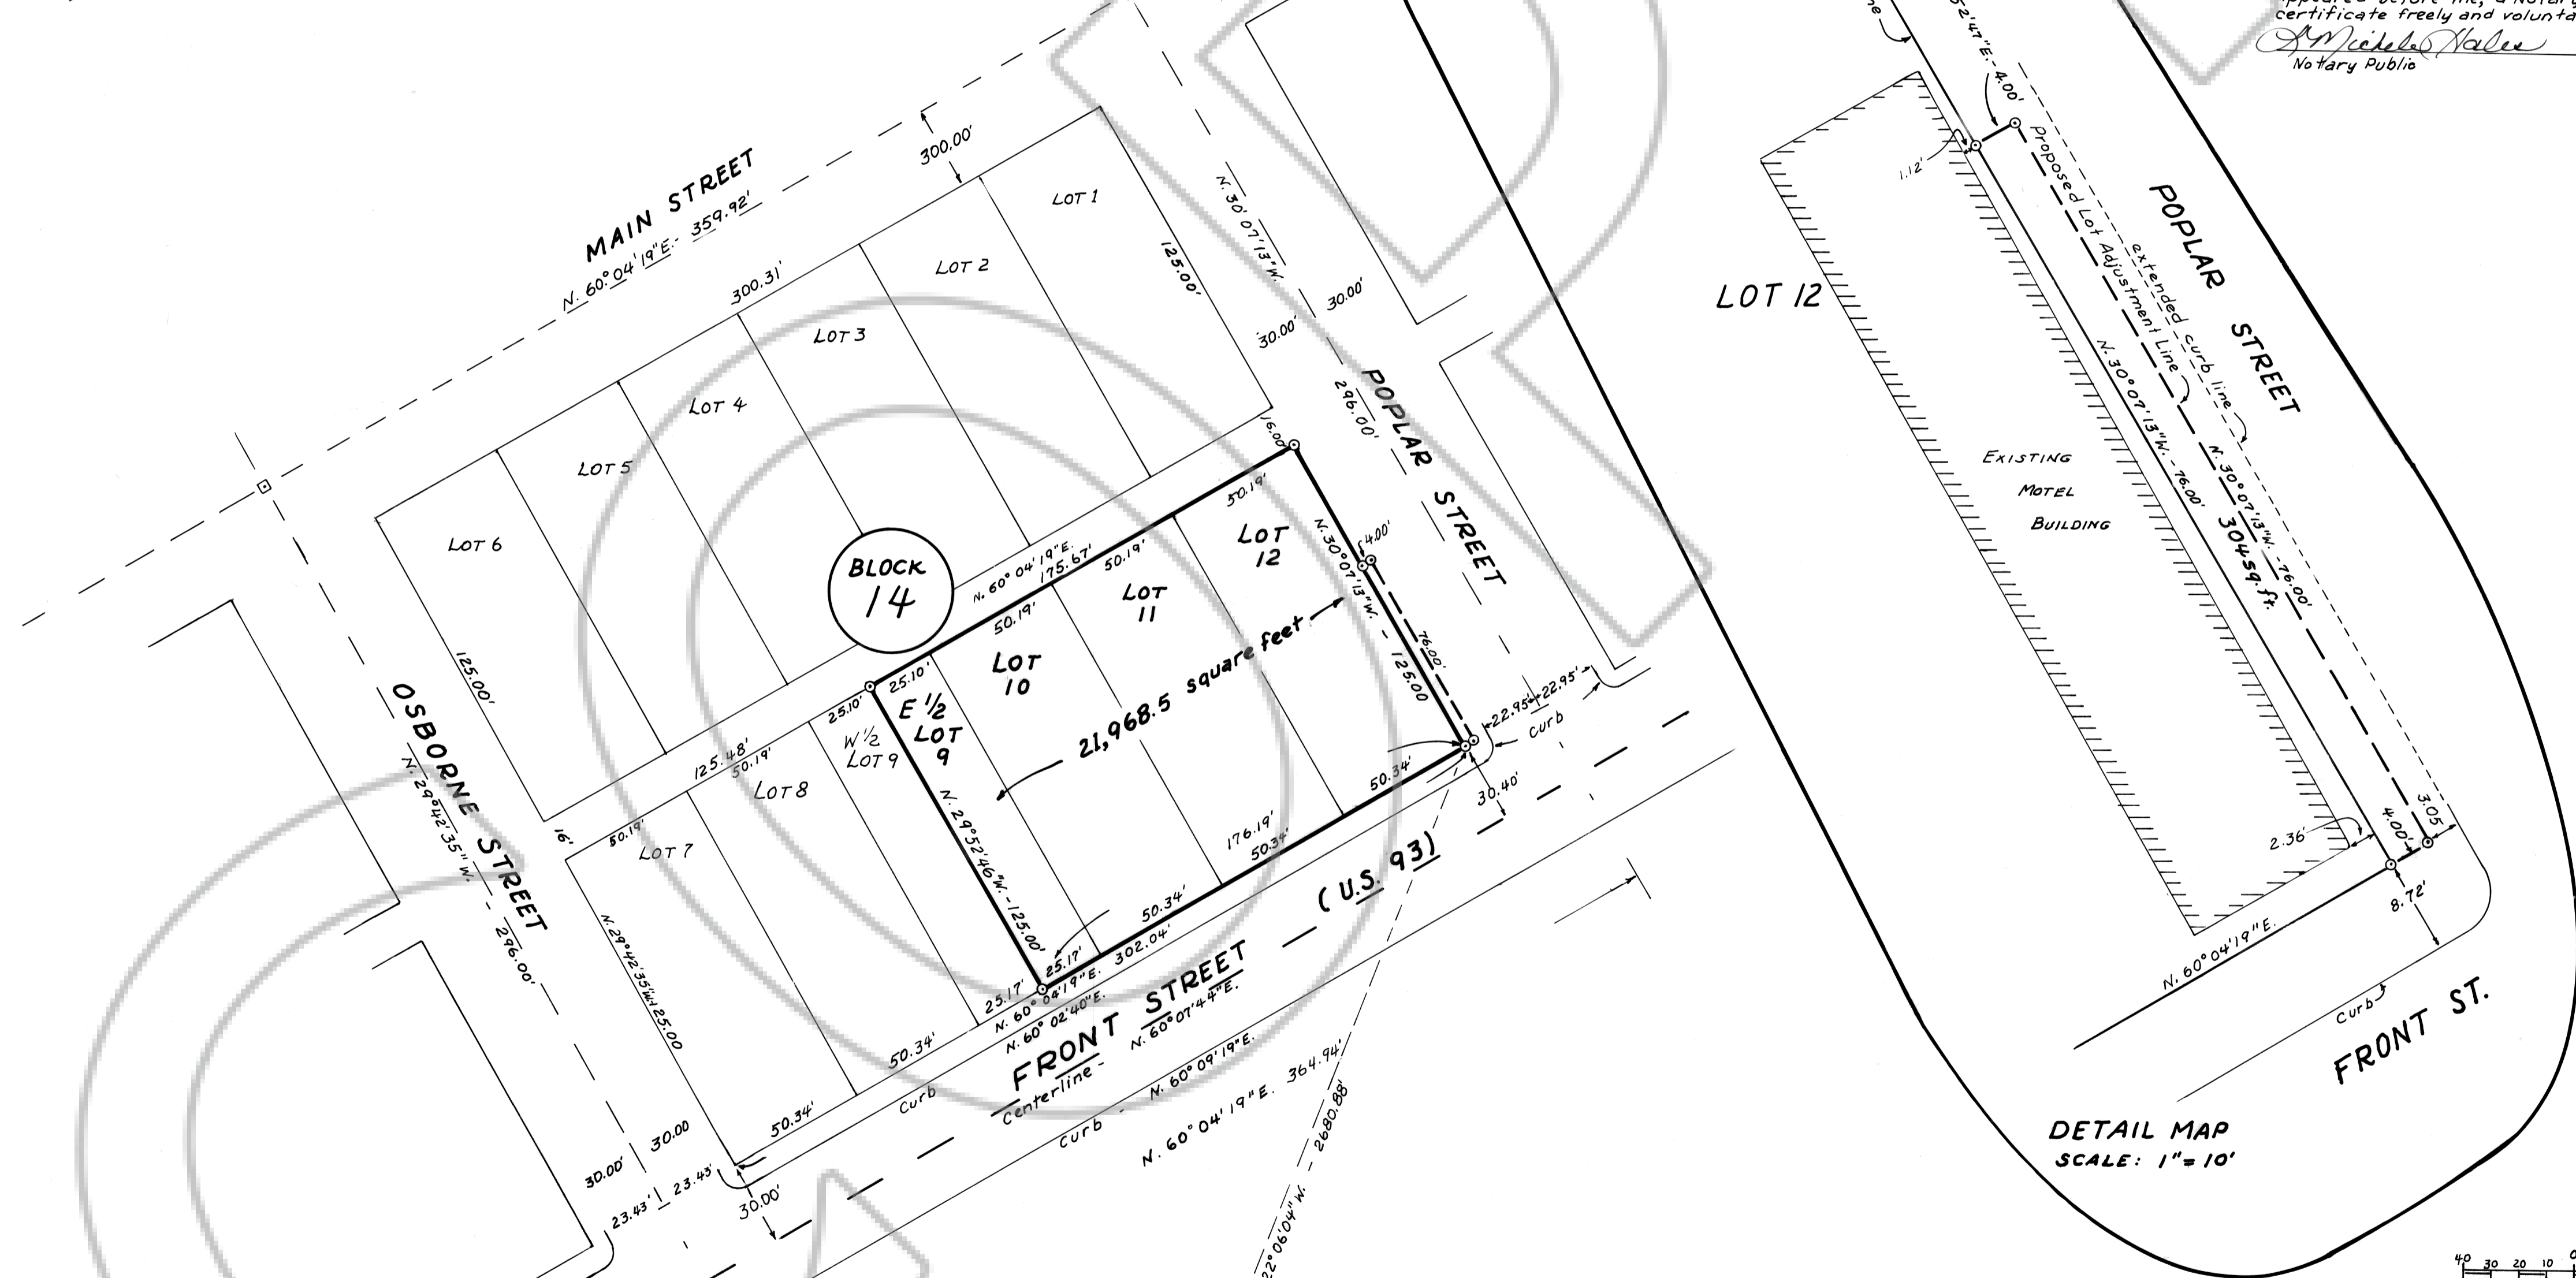 certificate freely and volunta
Notary Public
MAIN STREET
N. 60° 04' 19" E. - 359.92'
300.00'
300.31'
LOT 1
LOT 2
LOT 3
LOT 4
LOT 5
LOT 6
125.00'
125.00'
N. 30° 07' 13" W.
30.00'
30.00'
296.00'
POPLAR STREET
16.00'
BLOCK
14
N. 60° 04' 19" E.
175.67'
50.19'
50.19'
50.19'
25.10'
LOT
12
LOT
11
LOT
10
E 1/2
LOT
9
W 1/2
LOT 9
25.10'
LOT 8
LOT 7
125.48'
50.19'
50.19'
16'
21,968.5 square feet
N. 30° 07' 13" W. - 125.00
4.00'
76.00'
22.95'
22.95'
curb
30.40'
N. 29° 52' 46" W. - 125.00'
50.34'
176.19'
50.34'
50.34'
25.17'
25.17'
302.04'
N. 60° 04' 19" E.
N. 60° 02' 40" E.
50.34'
50.34'
FRONT STREET
(U.S. 93)
Centerline -
N. 60° 07' 44" E.
Curb
Curb - N. 60° 09' 19" E.
N. 60° 04' 19" E. 364.94'
22° 06' 04" W. - 2680.88'
OSBORNE STREET
N. 29° 42' 35" W. - 296.00'
N. 29° 42' 35" W. 125.00
30.00
30.00'
23.43'
23.43'
30.00'
52' 47" E. - 4.00'
1.12'
Proposed Lot Adjustment Line
extended curb line
POPLAR STREET
LOT 12
EXISTING
MOTEL
BUILDING
N. 30° 07' 13" W. - 76.00'
N. 30° 07' 13" W. - 76.00'
304 sq. ft.
3.05
4.00'
2.36'
8.72'
N. 60° 04' 19" E.
Curb
FRONT ST.
DETAIL MAP
SCALE: 1" = 10'
40 30 20 10 0